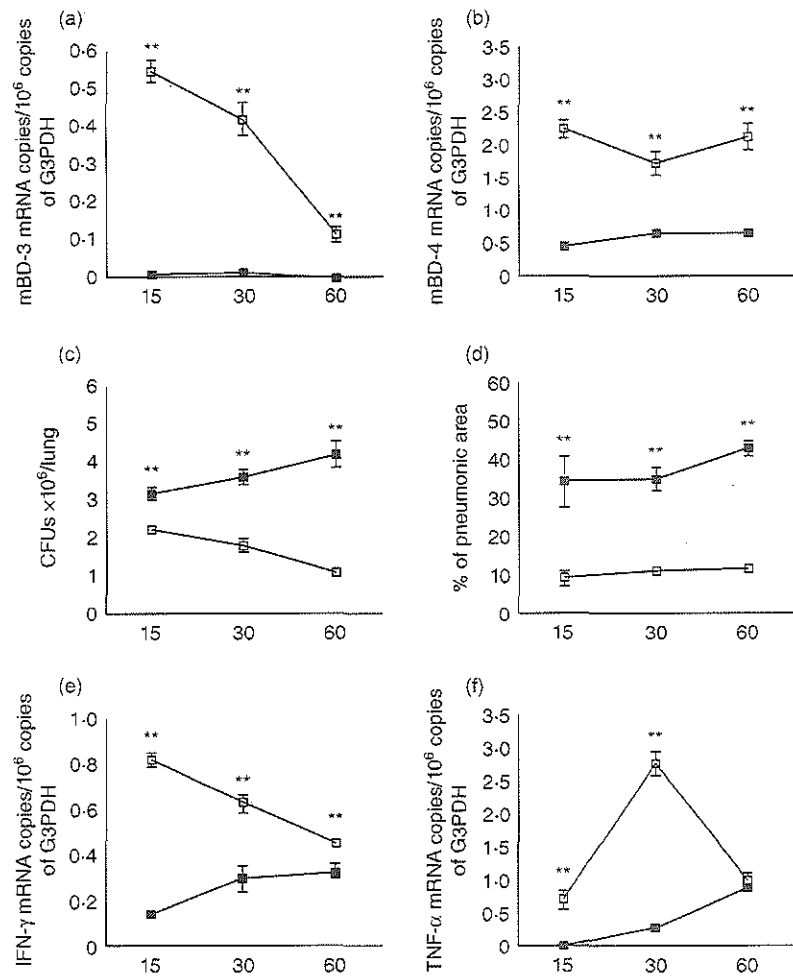 (a)
mBD-3 mRNA copies/10⁶ copies
of G3PDH
0·6
0·5
0·4
0·3
0·2
0·1
0
**
**
**
15 30 60
(b)
mBD-4 mRNA copies/10⁶ copies
of G3PDH
3·5
3·0
2·5
2·0
1·5
1·0
0·5
0
**
**
**
15 30 60
(c)
CFUs ×10⁶/lung
6
5
4
3
2
1
0
**
**
**
15 30 60
(d)
% of pneumonic area
60
50
40
30
20
10
0
**
**
**
15 30 60
(e)
IFN-γ mRNA copies/10⁶ copies
of G3PDH
1·0
0·8
0·6
0·4
0·2
0
**
**
**
15 30 60
(f)
TNF-α mRNA copies/10⁶ copies
of G3PDH
3·5
3·0
2·5
2·0
1·5
1·0
0·5
0
**
**
15 30 60